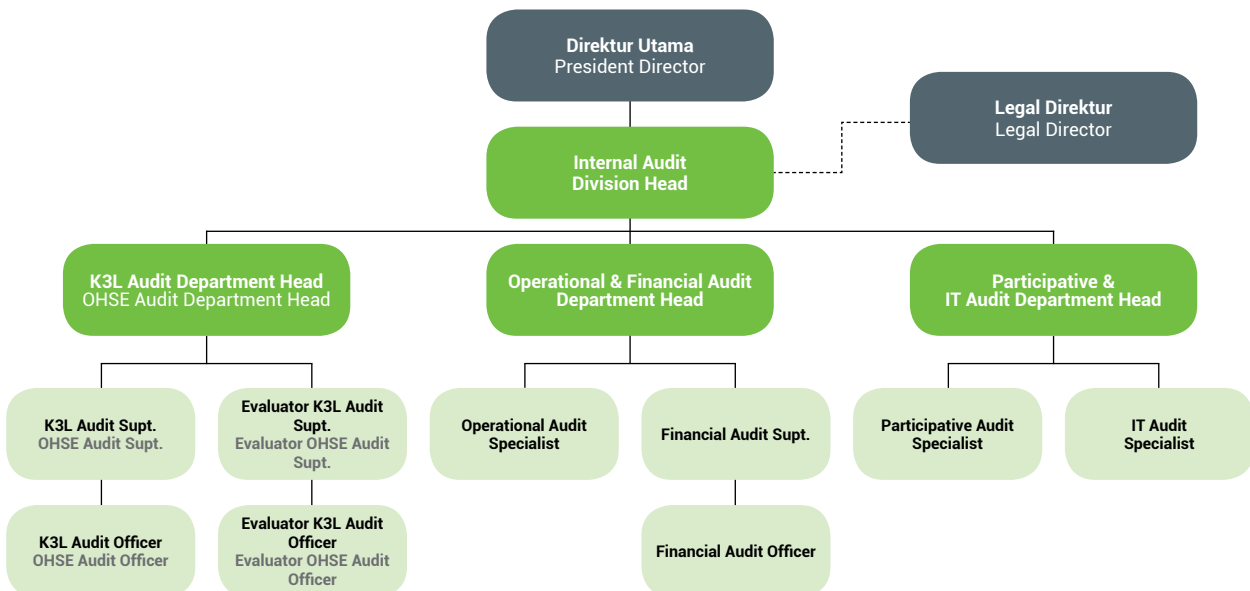 Direktur Utama
President Director
Legal Direktur
Legal Director
Internal Audit
Division Head
K3L Audit Department Head
OHSE Audit Department Head
Operational & Financial Audit
Department Head
Participative &
IT Audit Department Head
K3L Audit Supt.
OHSE Audit Supt.
Evaluator K3L Audit
Supt.
Evaluator OHSE Audit
Supt.
Operational Audit
Specialist
Financial Audit Supt.
Participative Audit
Specialist
IT Audit
Specialist
K3L Audit Officer
OHSE Audit Officer
Evaluator K3L Audit
Officer
Evaluator OHSE Audit
Officer
Financial Audit Officer